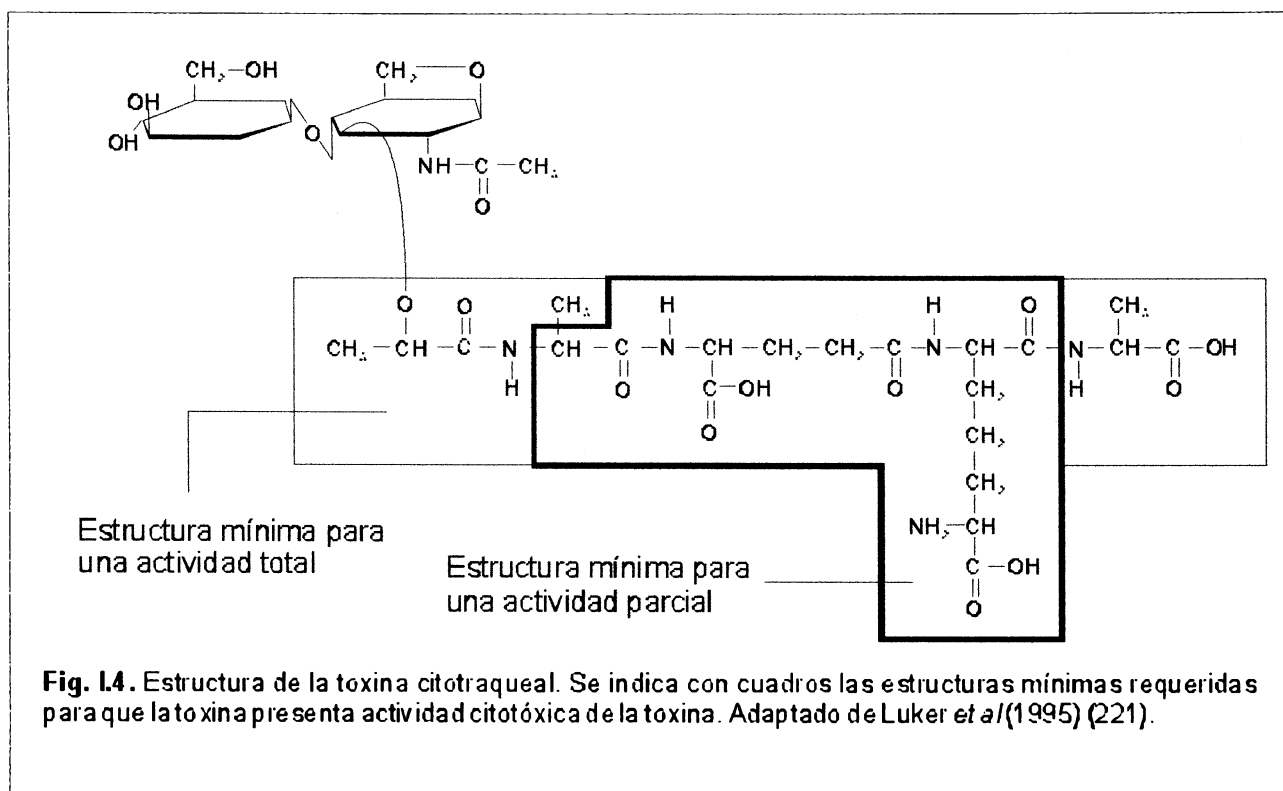 CH₂-OH
CH₂ O
OH
OH
O
NH-C-CH₃
O
O O CH₃ H H O CH₃
CH₃-CH-C-N-CH-C-N-CH-CH₂-CH₂-C-N-CH-C-N-CH-C-OH
H O C-OH O CH₂ H O
O
CH₂
CH₂
NH₂-CH
C-OH
O
Estructura mínima para
una actividad total
Estructura mínima para
una actividad parcial
Fig. I.4. Estructura de la toxina citotraqueal. Se indica con cuadros las estructuras mínimas requeridas
para que la toxina presenta actividad citotóxica de la toxina. Adaptado de Luker et al (1995) (221).